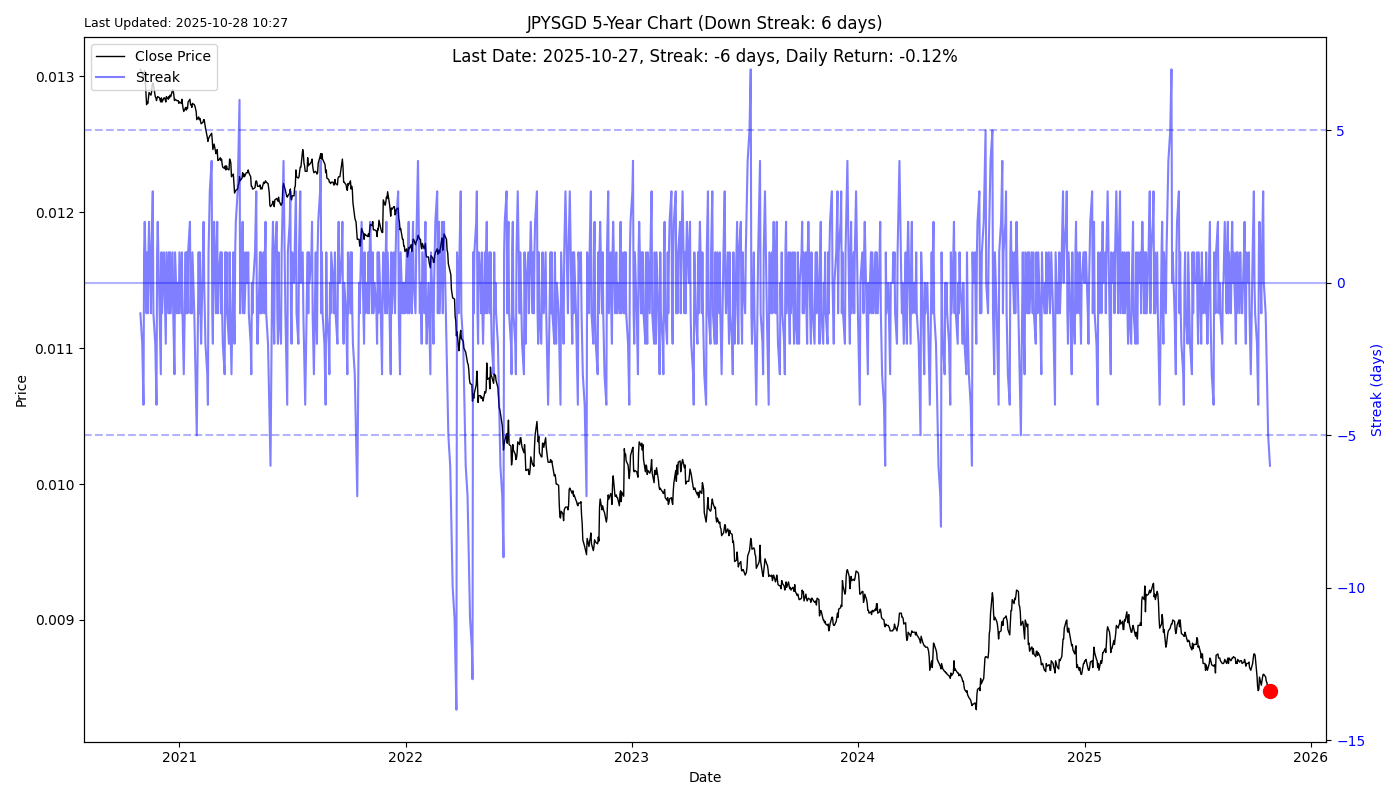 Last Updated: 2025-10-28 10:27
JPYSGD 5-Year Chart (Down Streak: 6 days)
Last Date: 2025-10-27, Streak: -6 days, Daily Return: -0.12%
Close Price
Streak
0.013
0.012
0.011
0.010
0.009
Price
5
0
−5
−10
−15
Streak (days)
2021
2022
2023
2024
2025
2026
Date